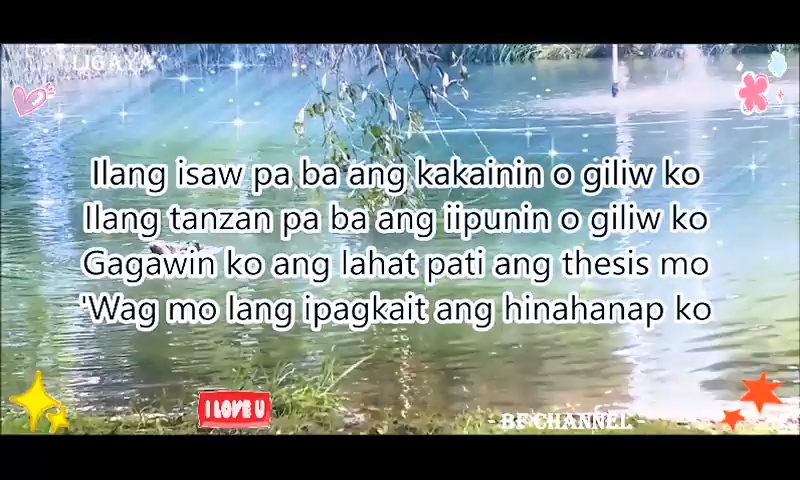 LIGAYA
Ilang isaw pa ba ang kakainin o giliw ko
Ilang tanzan pa ba ang iipunin o giliw ko
Gagawin ko ang lahat pati ang thesis mo
'Wag mo lang ipagkait ang hinahanap ko
I LOVE U
- BF CHANNEL -